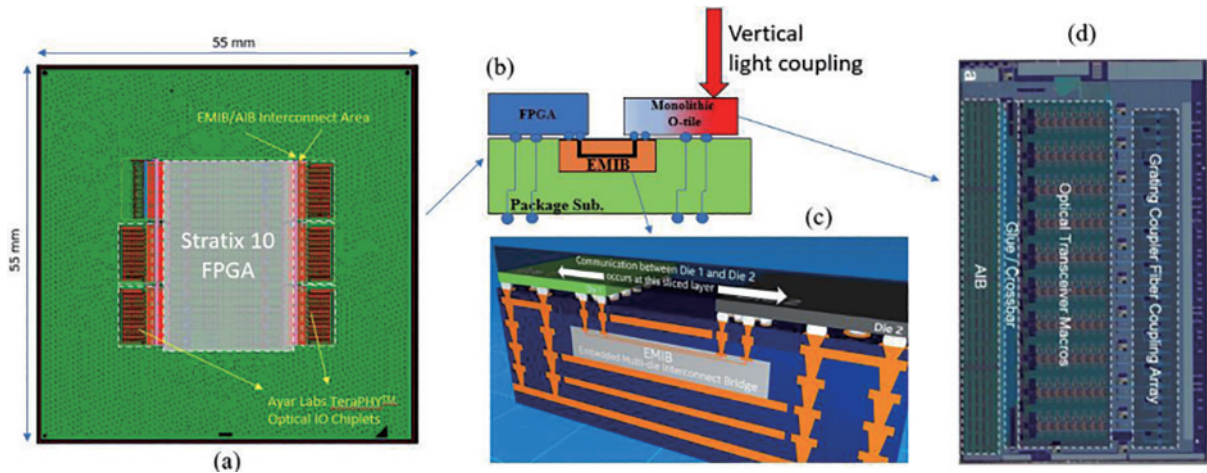 55 mm
55 mm
EMIB/AIB Interconnect Area
Stratix 10
FPGA
Ayar Labs TeraPHY™
Optical IO Chiplets
(a)
(b)
Vertical
light coupling
FPGA
Monolithic
O-tile
EMIB
Package Sub.
(c)
Communication between Die 1 and Die 2
occurs at this sliced layer
Die 2
EMIB
Embedded Multi-die Interconnect Bridge
(d)
a
AIB
Glue / Crossbar
Optical Transceiver Macros
Grating Coupler Fiber Coupling Array